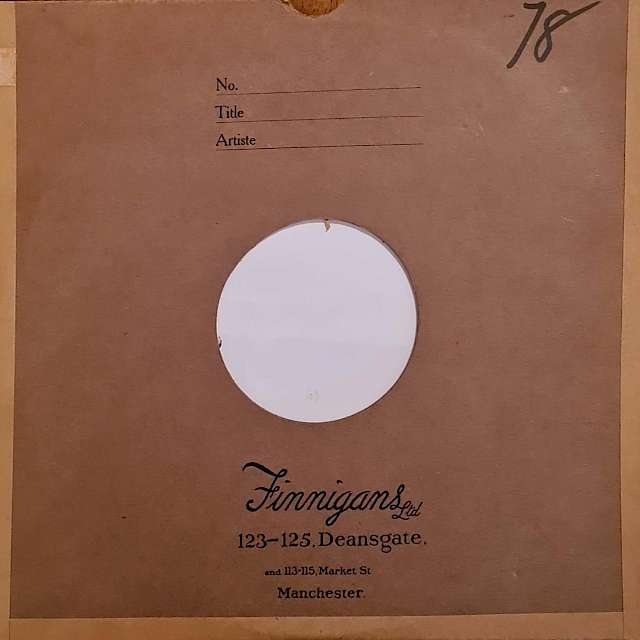 78
No.
Title
Artiste
Finnigans Ltd
123-125, Deansgate.
and 113-115, Market St
Manchester.